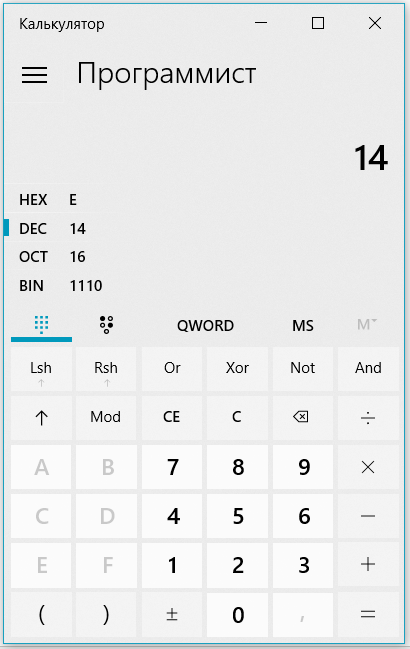 Калькулятор
Программист
14
HEX E
DEC 14
OCT 16
BIN 1110
QWORD MS M
Lsh Rsh Or Xor Not And
↑ Mod CE C ⌫ ÷
A B 7 8 9 ×
C D 4 5 6 −
E F 1 2 3 +
( ) ± 0 , =